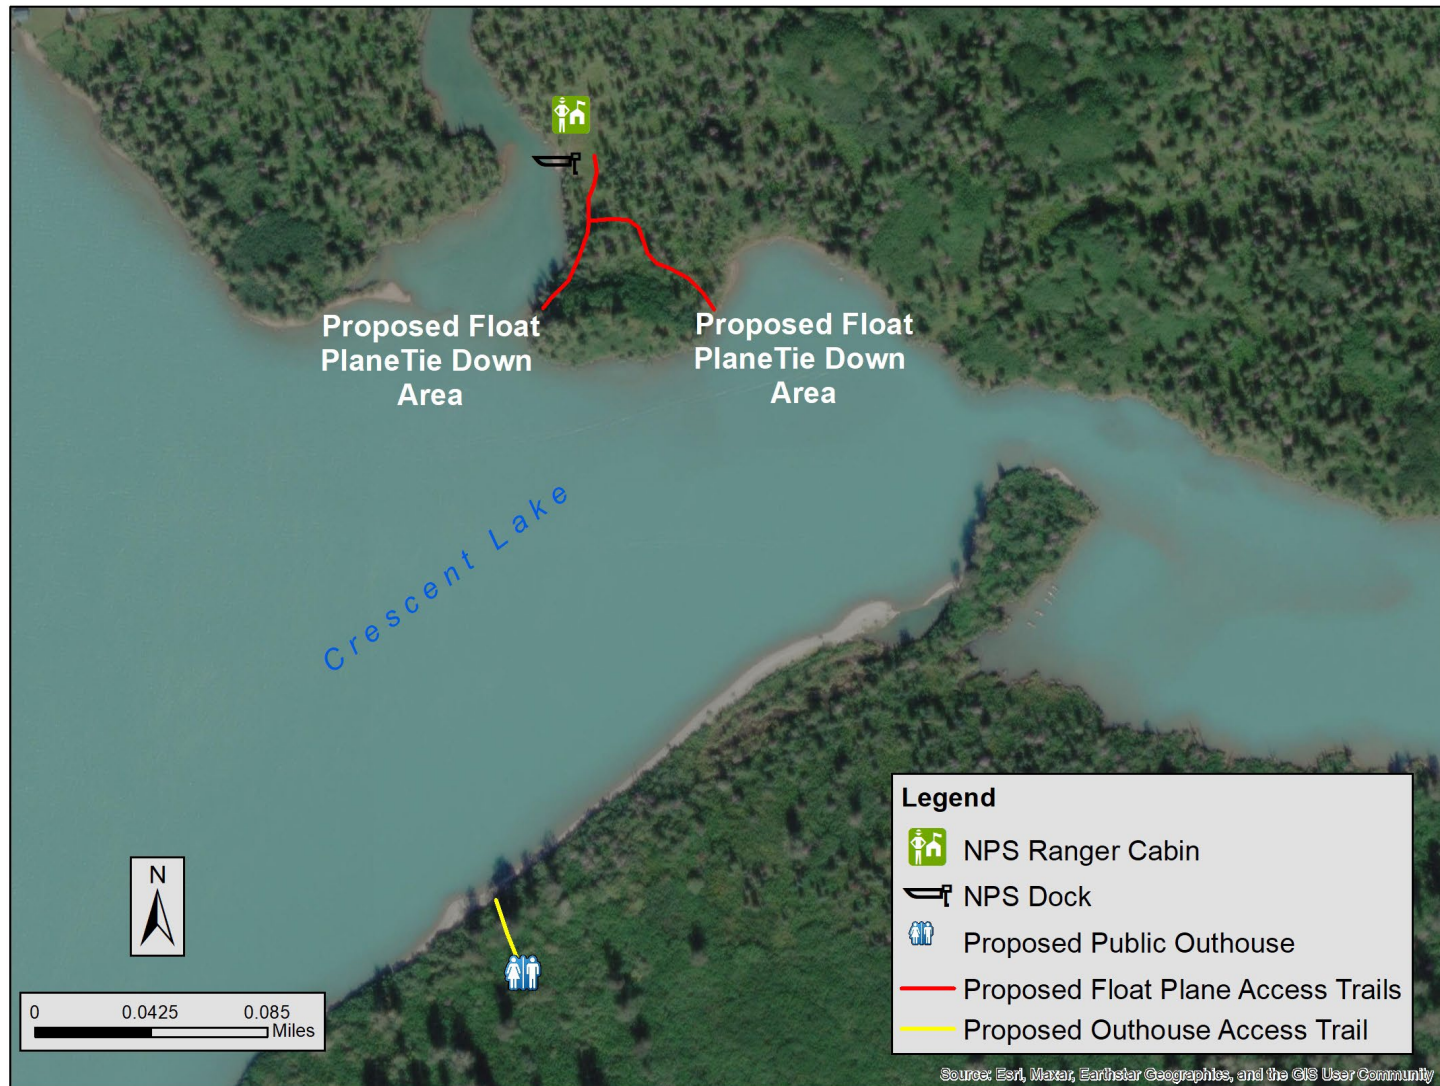 Proposed Float
PlaneTie Down
Area
Proposed Float
PlaneTie Down
Area
Crescent Lake
Legend
NPS Ranger Cabin
NPS Dock
Proposed Public Outhouse
Proposed Float Plane Access Trails
Proposed Outhouse Access Trail
N
0 0.0425 0.085
Miles
Source: Esri, Maxar, Earthstar Geographics, and the GIS User Community